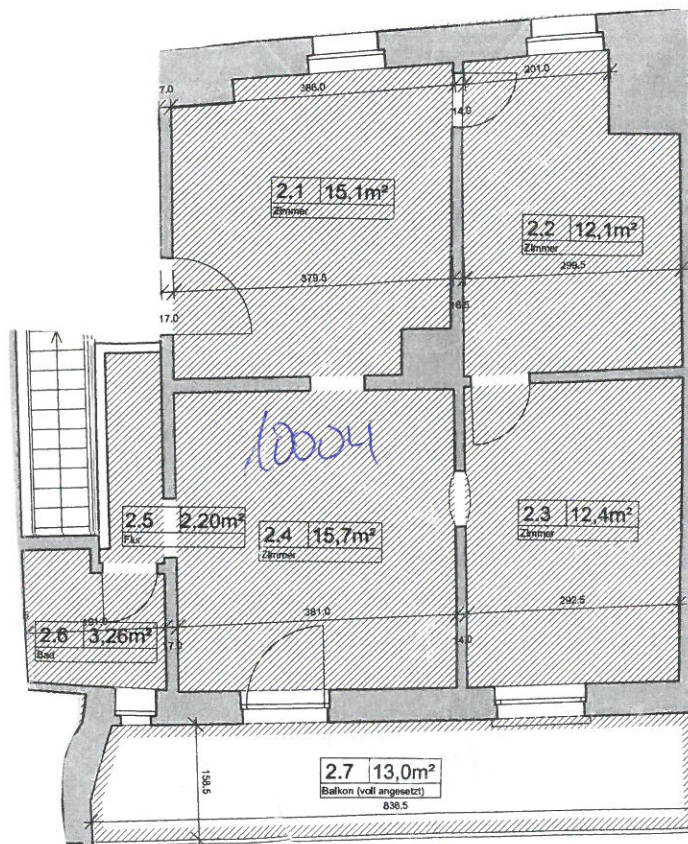 7.0
386.0
201.0
14.0
2.1 15,1m²
Zimmer
2.2 12,1m²
Zimmer
379.5
299.5
16.5
17.0
10004
2.5 2.20m²
Flur
2.4 15,7m²
Zimmer
2.3 12,4m²
Zimmer
381.0
292.5
2.6 3,26m²
Bad
7.0
4.0
158.5
2.7 13,0m²
Balkon (voll angesetzt)
838.5